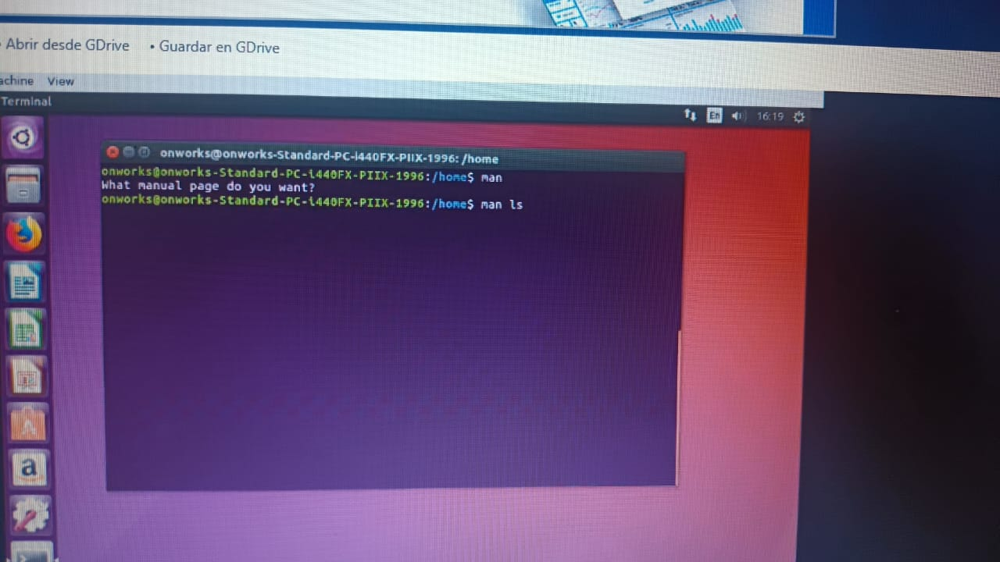 Abrir desde GDrive • Guardar en GDrive
achine View
Terminal
En 16:19
onworks@onworks-Standard-PC-i440FX-PIIX-1996: /home
onworks@onworks-Standard-PC-i440FX-PIIX-1996:/home$ man
What manual page do you want?
onworks@onworks-Standard-PC-i440FX-PIIX-1996:/home$ man ls
a